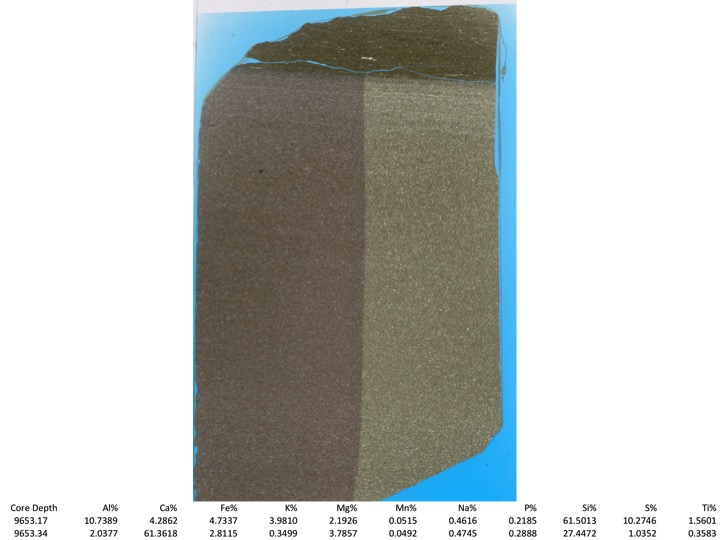 Core Depth Al% Ca% Fe% K% Mg% Mn% Na% P% Si% S% Ti%
9653.17 10.7389 4.2862 4.7337 3.9810 2.1926 0.0515 0.4616 0.2185 61.5013 10.2746 1.5601
9653.34 2.0377 61.3618 2.8115 0.3499 3.7857 0.0492 0.4745 0.2888 27.4472 1.0352 0.3583